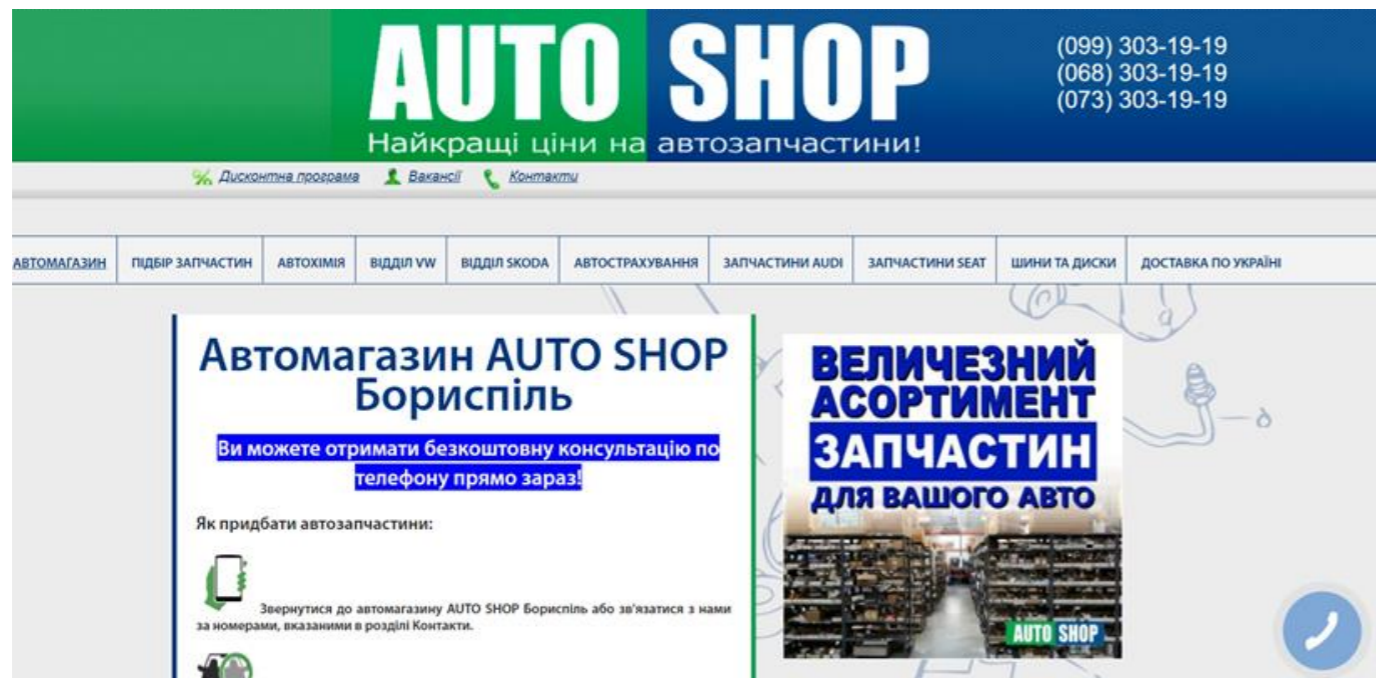 AUTO SHOP
Найкращі ціни на автозапчастини!
(099) 303-19-19
(068) 303-19-19
(073) 303-19-19
Дисконтна програма Вакансії Контакти
АВТОМАГАЗИН ПІДБІР ЗАПЧАСТИН АВТОХІМІЯ ВІДДІЛ VW ВІДДІЛ SKODA АВТОСТРАХУВАННЯ ЗАПЧАСТИНИ AUDI ЗАПЧАСТИНИ SEAT ШИНИ ТА ДИСКИ ДОСТАВКА ПО УКРАЇНІ
Автомагазин AUTO SHOP
Бориспіль
Ви можете отримати безкоштовну консультацію по
телефону прямо зараз!
Як придбати автозапчастини:
Звернутися до автомагазину AUTO SHOP Бориспіль або зв'язатися з нами
за номерами, вказаними в розділі Контакти.
ВЕЛИЧЕЗНИЙ
АСОРТИМЕНТ
ЗАПЧАСТИН
ДЛЯ ВАШОГО АВТО
AUTO SHOP